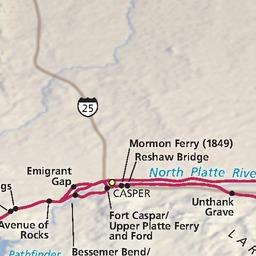 25
Mormon Ferry (1849)
Reshaw Bridge
North Platte Rive
Emigrant
Gap
gs
CASPER
Unthank
Grave
Avenue of
Rocks
Fort Caspar/
Upper Platte Ferry
and Ford
L A R
Pathfinder
Bessemer Bend/